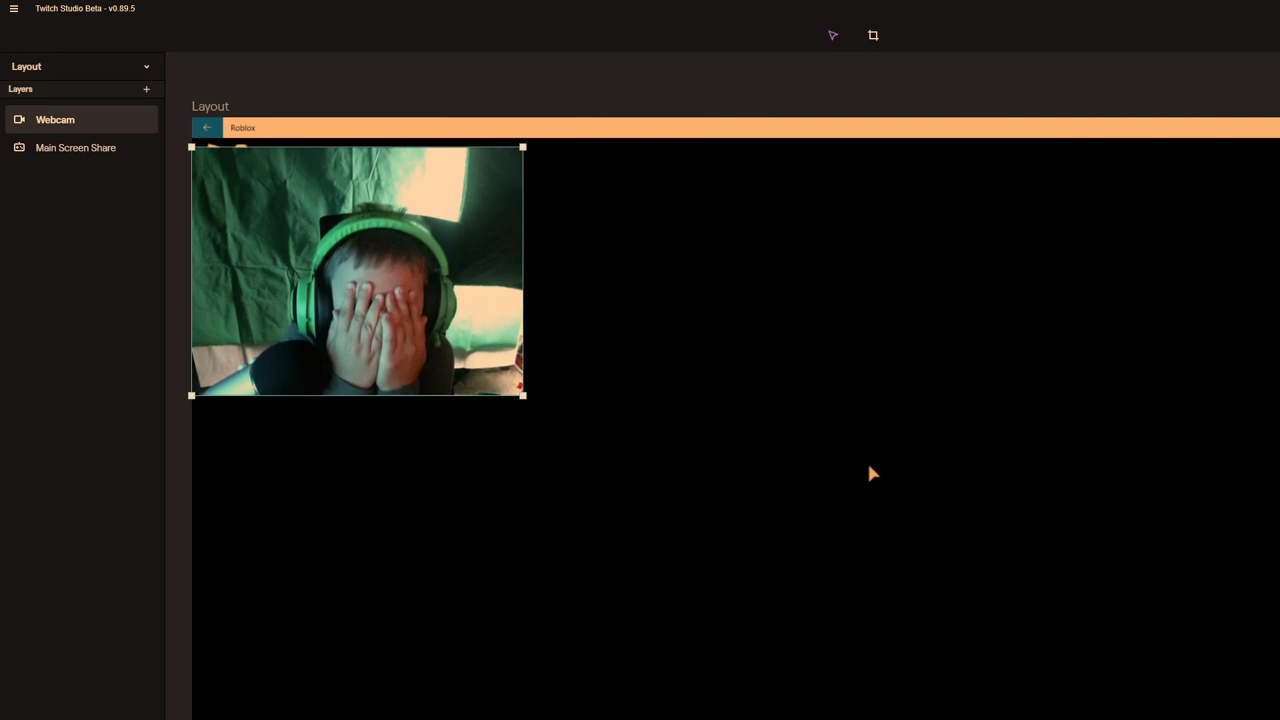 Twitch Studio Beta - v0.89.5
Layout
Layers
Webcam
Main Screen Share
Layout
Roblox